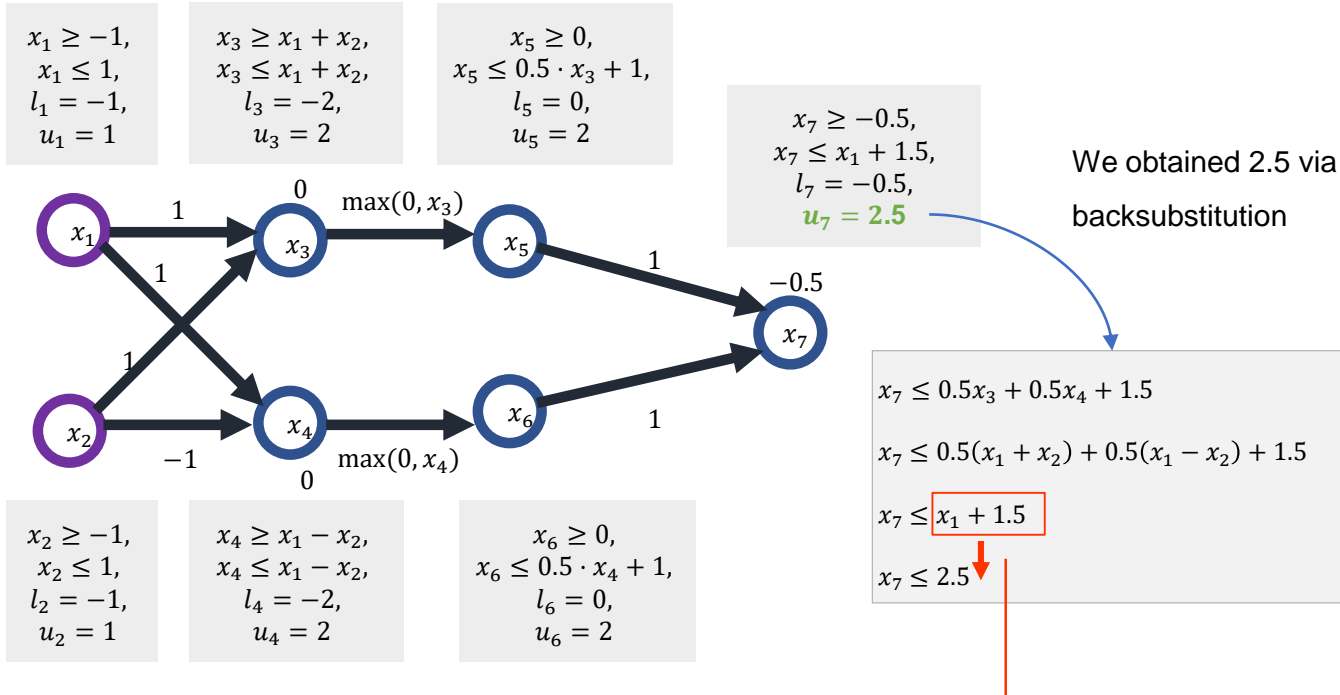 x₁ ≥ −1,
x₁ ≤ 1,
l₁ = −1,
u₁ = 1
x₃ ≥ x₁ + x₂,
x₃ ≤ x₁ + x₂,
l₃ = −2,
u₃ = 2
x₅ ≥ 0,
x₅ ≤ 0.5 · x₃ + 1,
l₅ = 0,
u₅ = 2
x₇ ≥ −0.5,
x₇ ≤ x₁ + 1.5,
l₇ = −0.5,
u₇ = 2.5
We obtained 2.5 via
backsubstitution
x₁
1
1
0
x₃
max(0, x₃)
x₅
1
−0.5
x₇
x₂
1
−1
x₄
0
max(0, x₄)
x₆
1
x₇ ≤ 0.5x₃ + 0.5x₄ + 1.5
x₇ ≤ 0.5(x₁ + x₂) + 0.5(x₁ − x₂) + 1.5
x₇ ≤ x₁ + 1.5
x₇ ≤ 2.5
x₂ ≥ −1,
x₂ ≤ 1,
l₂ = −1,
u₂ = 1
x₄ ≥ x₁ − x₂,
x₄ ≤ x₁ − x₂,
l₄ = −2,
u₄ = 2
x₆ ≥ 0,
x₆ ≤ 0.5 · x₄ + 1,
l₆ = 0,
u₆ = 2